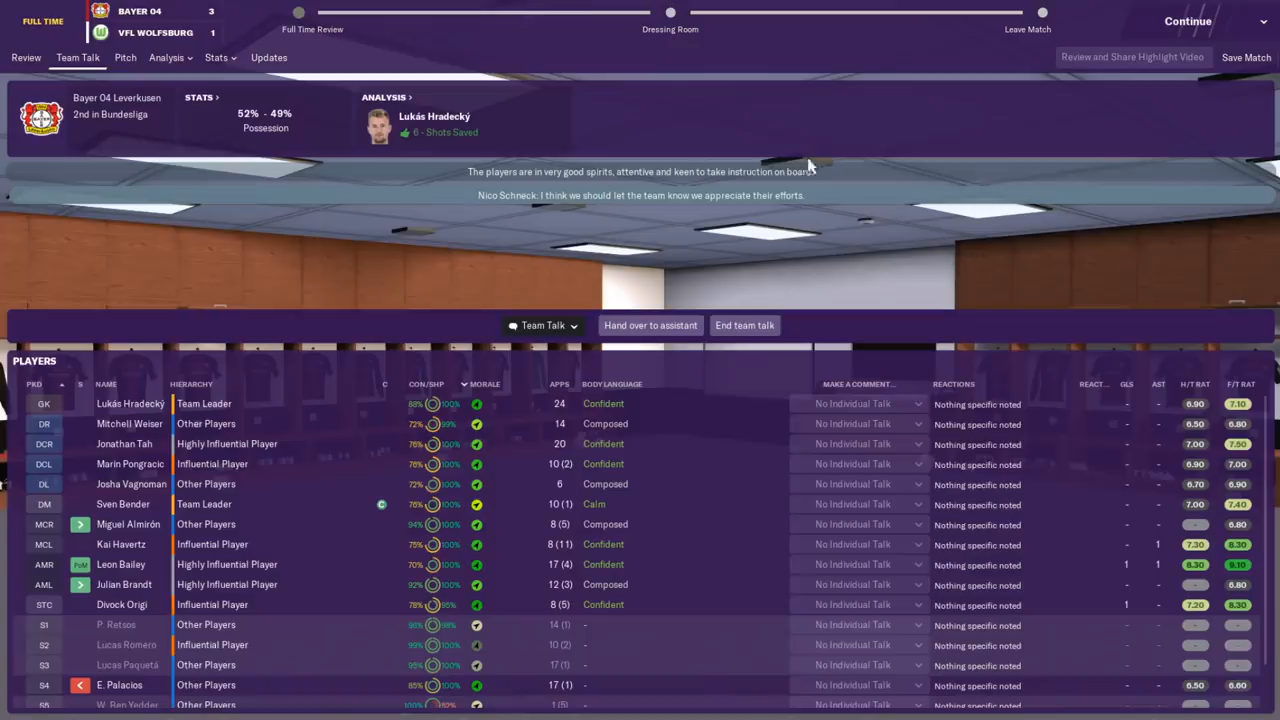 FULL TIME
BAYER 04 3
VFL WOLFSBURG 1
Full Time Review
Dressing Room
Leave Match
Continue
Review Team Talk Pitch Analysis Stats Updates
Review and Share Highlight Video Save Match
Bayer 04 Leverkusen
2nd in Bundesliga
STATS >
52% - 49%
Possession
ANALYSIS >
Lukás Hradecký
6 - Shots Saved
The players are in very good spirits, attentive and keen to take instruction on board.
Nico Schneck: I think we should let the team know we appreciate their efforts.
Team Talk Hand over to assistant End team talk
PLAYERS
PKD S NAME HIERARCHY C CON/SHP MORALE APPS BODY LANGUAGE MAKE A COMMENT... REACTIONS REACT... GLS AST H/T RAT F/T RAT
GK Lukás Hradecký Team Leader 88% 100% 24 Confident No Individual Talk Nothing specific noted - - 6.90 7.10
DR Mitchell Weiser Other Players 72% 99% 14 Composed No Individual Talk Nothing specific noted - - 6.50 6.80
DCR Jonathan Tah Highly Influential Player 76% 100% 20 Confident No Individual Talk Nothing specific noted - - 7.00 7.50
DCL Marin Pongracic Influential Player 76% 100% 10 (2) Confident No Individual Talk Nothing specific noted - - 6.90 7.00
DL Josha Vagnoman Other Players 72% 100% 6 Composed No Individual Talk Nothing specific noted - - 6.70 6.90
DM Sven Bender C Team Leader 76% 100% 10 (1) Calm No Individual Talk Nothing specific noted - - 7.00 7.40
MCR Miguel Almirón Other Players 94% 100% 8 (5) Composed No Individual Talk Nothing specific noted - - - 6.80
MCL Kai Havertz Influential Player 75% 100% 8 (11) Confident No Individual Talk Nothing specific noted - 1 7.30 8.30
AMR PoM Leon Bailey Highly Influential Player 70% 100% 17 (4) Confident No Individual Talk Nothing specific noted 1 1 8.30 9.10
AML Julian Brandt Highly Influential Player 92% 100% 12 (3) Composed No Individual Talk Nothing specific noted - - - 6.80
STC Divock Origi Influential Player 78% 95% 8 (5) Confident No Individual Talk Nothing specific noted 1 - 7.20 8.30
S1 P. Retsos Other Players 98% 98% 14 (1) - No Individual Talk Nothing specific noted - - - -
S2 Lucas Romero Influential Player 99% 100% 10 (2) - No Individual Talk Nothing specific noted - - - -
S3 Lucas Paquetá Other Players 95% 100% 17 (1) - No Individual Talk Nothing specific noted - - - -
S4 E. Palacios Other Players 85% 100% 17 (1) - No Individual Talk Nothing specific noted - - 6.50 6.60
S5 W. Ben Yedder Other Players 100% 92% 1 (5) - No Individual Talk Nothing specific noted